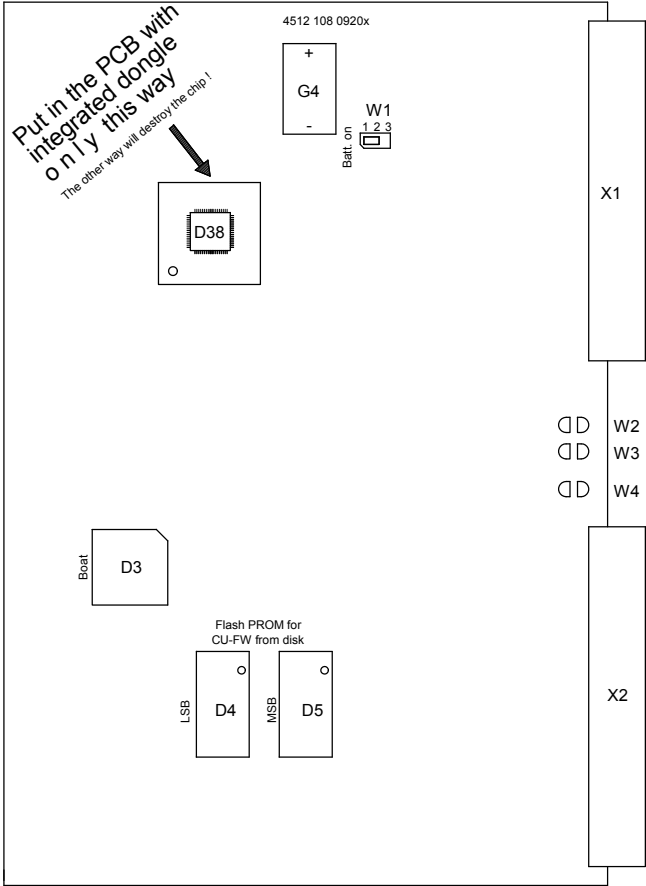 4512 108 0920x
Put in the PCB with
integrated dongle
o n l y  this way
The other way will destroy the chip !
+
G4
-
W1
1 2 3
Batt. on
X1
D38
W2
W3
W4
Boat
D3
Flash PROM for
CU-FW from disk
LSB
D4
MSB
D5
X2